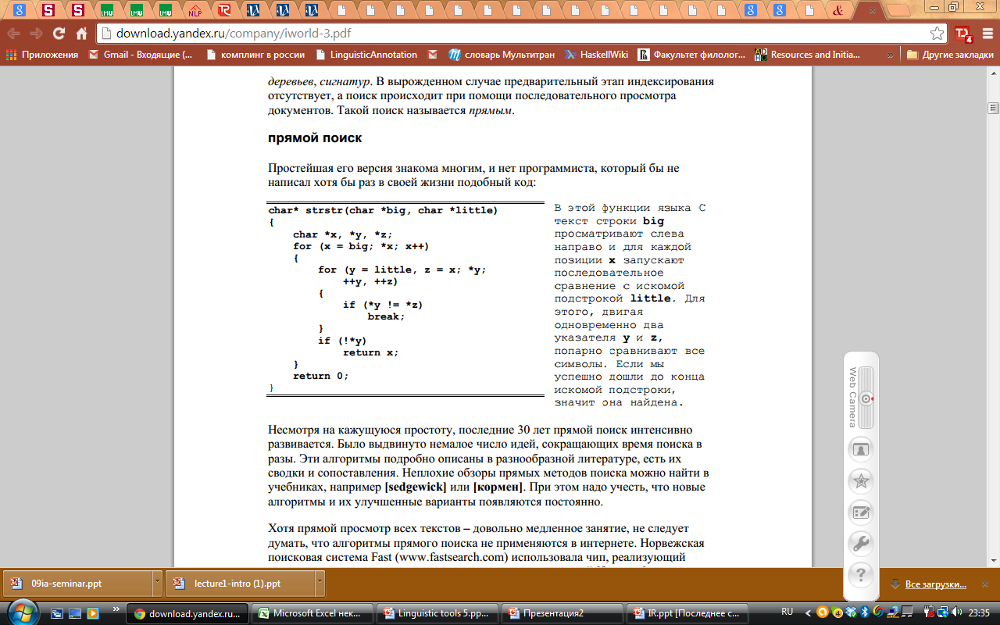 S
S
LMU
LMU
LMU
NLP
&
download.yandex.ru/company/iworld-3.pdf
4
Приложения
Gmail - Входящие (...
комплинг в россии
LinguisticAnnotation
словарь Мультитран
HaskellWiki
Факультет филолог...
Resources and Initia...
»
Другие закладки
деревьев, сигнатур. В вырожденном случае предварительный этап индексирования
отсутствует, а поиск происходит при помощи последовательного просмотра
документов. Такой поиск называется прямым.
прямой поиск
Простейшая его версия знакома многим, и нет программиста, который бы не
написал хотя бы раз в своей жизни подобный код:
char* strstr(char *big, char *little)
{
char *x, *y, *z;
for (x = big; *x; x++)
{
for (y = little, z = x; *y;
++y, ++z)
{
if (*y != *z)
break;
}
if (!*y)
return x;
}
return 0;
}
В этой функции языка С
текст строки big
просматривают слева
направо и для каждой
позиции x запускают
последовательное
сравнение с искомой
подстрокой little. Для
этого, двигая
одновременно два
указателя y и z,
попарно сравнивают все
символы. Если мы
успешно дошли до конца
искомой подстроки,
значит она найдена.
Несмотря на кажущуюся простоту, последние 30 лет прямой поиск интенсивно
развивается. Было выдвинуто немалое число идей, сокращающих время поиска в
разы. Эти алгоритмы подробно описаны в разнообразной литературе, есть их
сводки и сопоставления. Неплохие обзоры прямых методов поиска можно найти в
учебниках, например [sedgewick] или [кормен]. При этом надо учесть, что новые
алгоритмы и их улучшенные варианты появляются постоянно.
Хотя прямой просмотр всех текстов – довольно медленное занятие, не следует
думать, что алгоритмы прямого поиска не применяются в интернете. Норвежская
поисковая система Fast (www.fastsearch.com) использовала чип, реализующий
Web Camera
?
09ia-seminar.ppt
lecture1-intro (1).ppt
Все загрузки...
»
download.yandex.ru...
Microsoft Excel нек...
Linguistic tools 5.pp...
Презентация2
IR.ppt [Последнее с...
RU
23:35